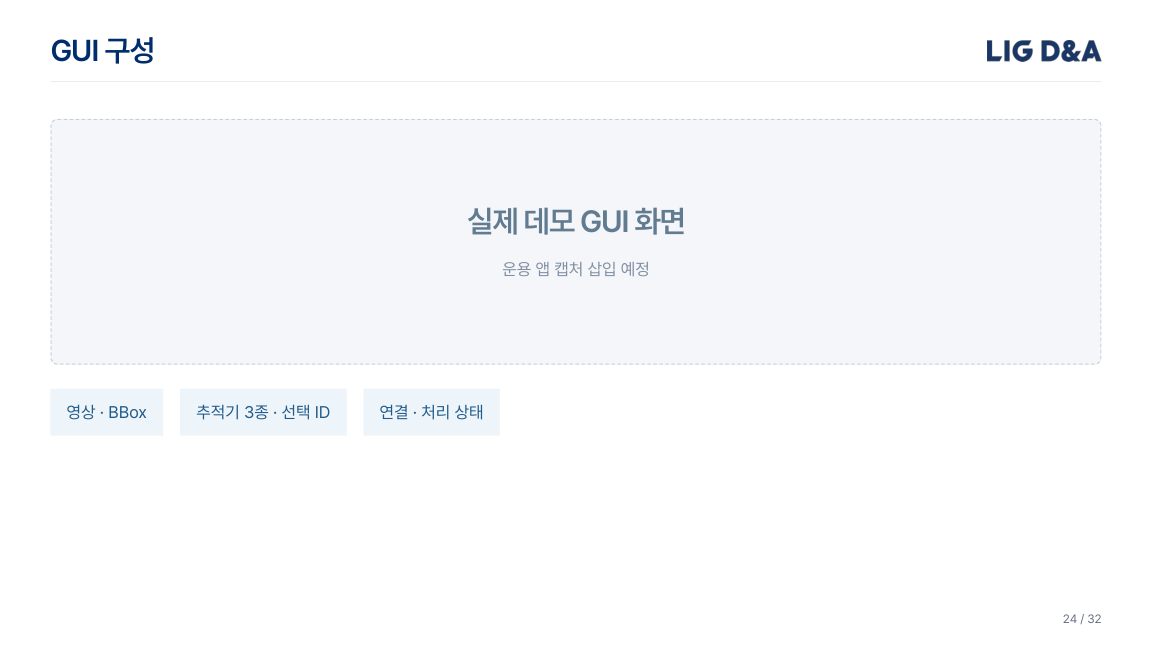 GUI 구성
LIG D&A
실제 데모 GUI 화면
운용 앱 캡처 삽입 예정
영상 · BBox
추적기 3종 · 선택 ID
연결 · 처리 상태
24 / 32